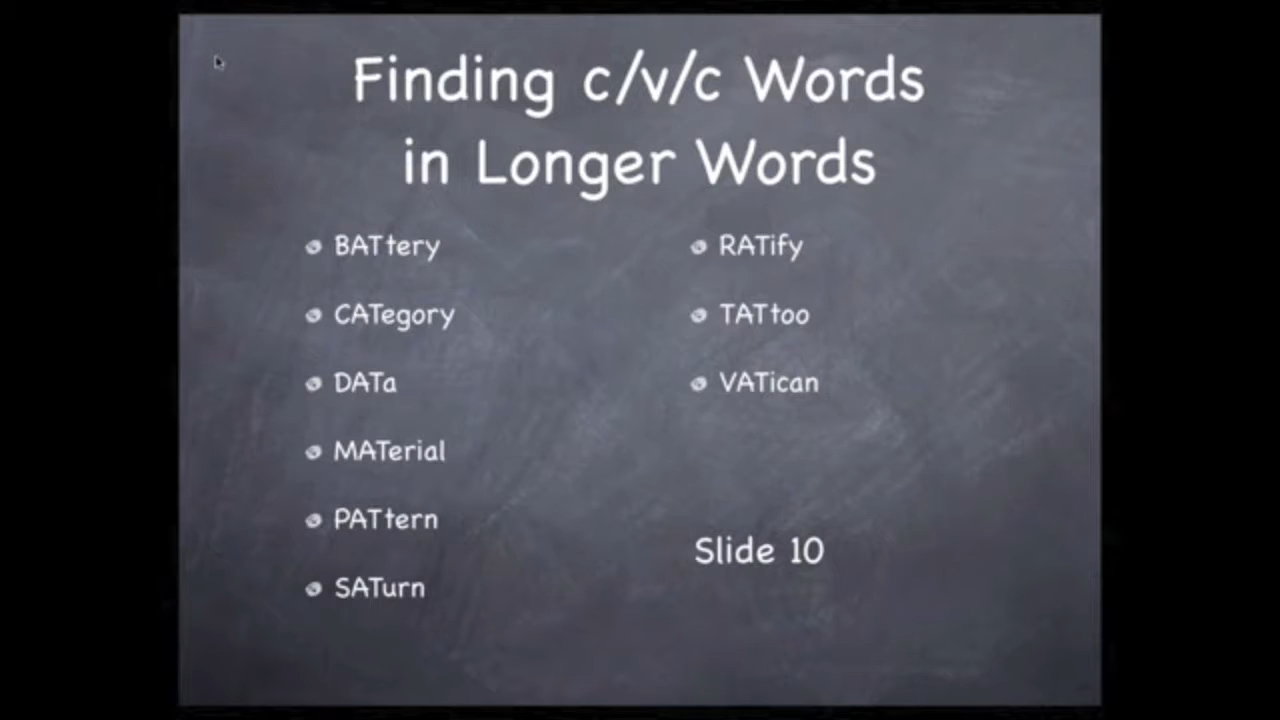 Finding c/v/c Words
in Longer Words
BATtery
CATegory
DATa
MATerial
PATtern
SATurn
RATify
TATtoo
VATican
Slide 10